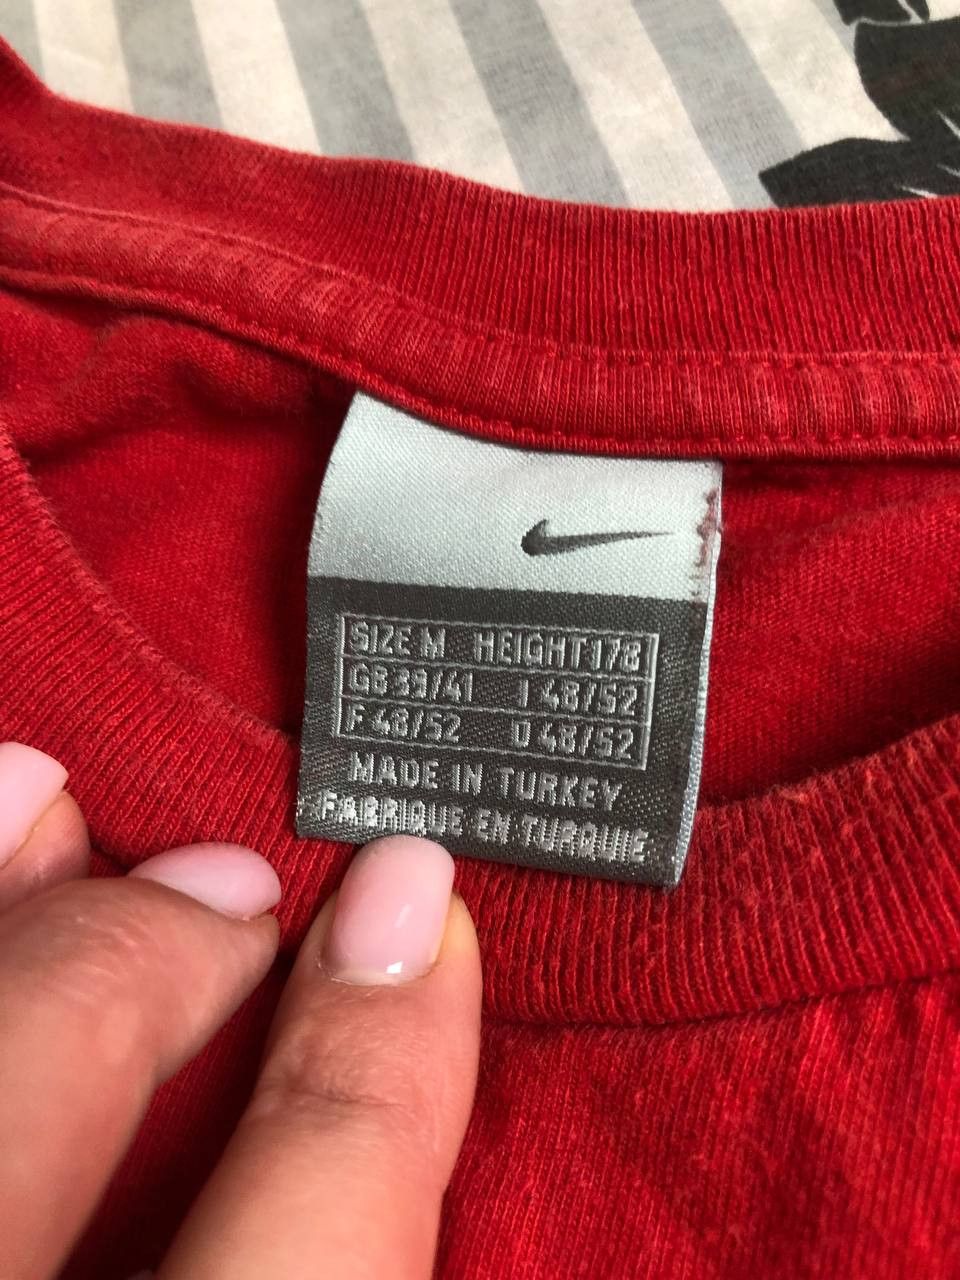 SIZE M HEIGHT 178
GB 39/41 I 48/52
F 48/52 D 48/52
MADE IN TURKEY
FABRIQUE EN TURQUIE